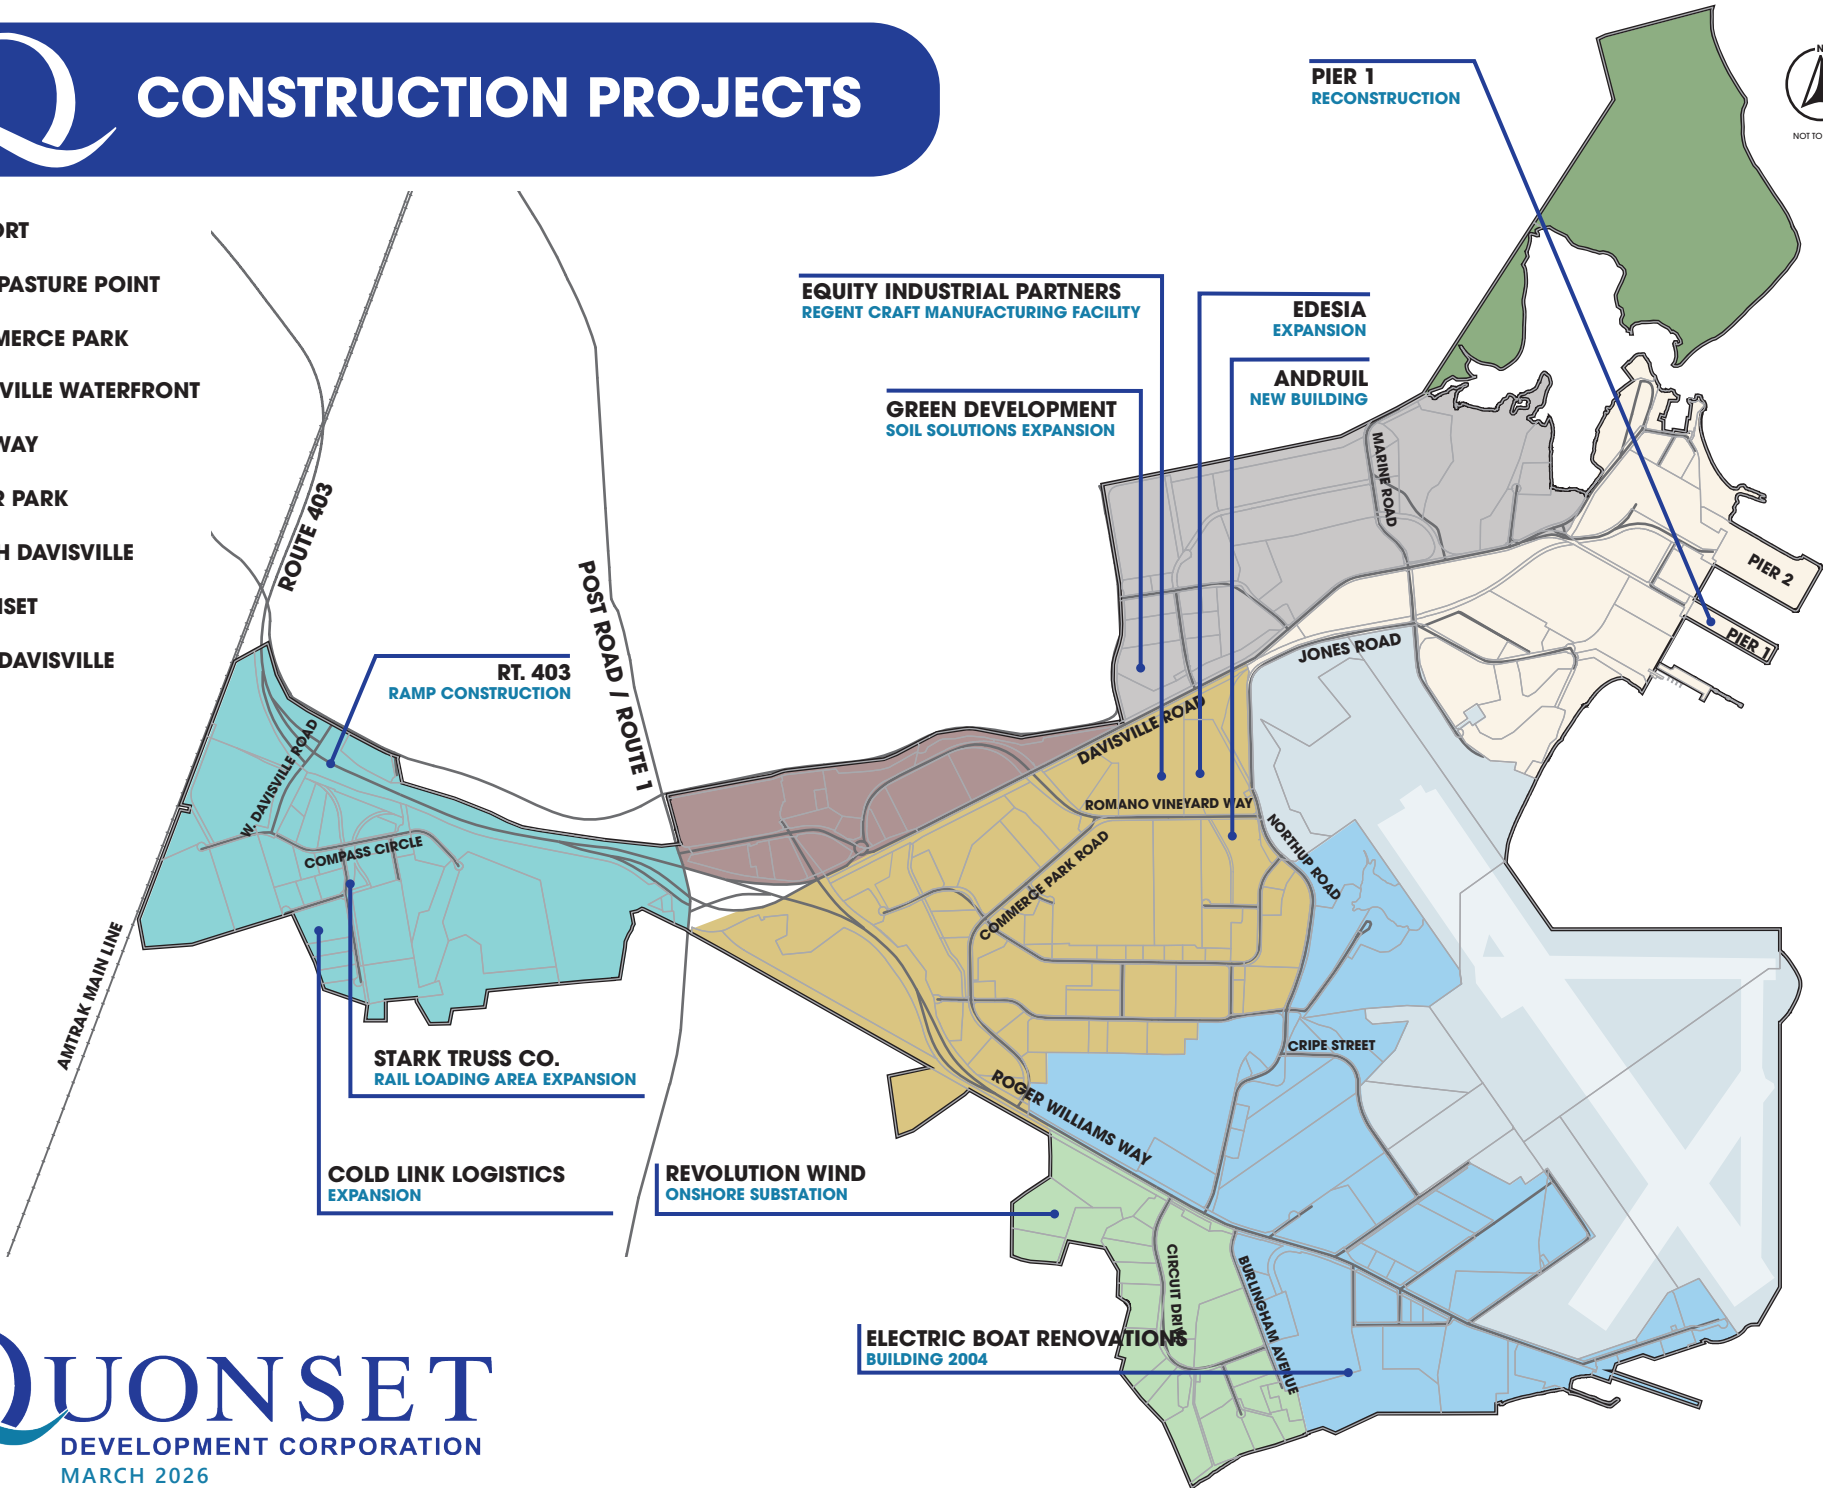 CONSTRUCTION PROJECTS
PIER 1
RECONSTRUCTION
N
NOT TO
PASTURE POINT
PARK
WATERFRONT
PARK
DAVISVILLE
DAVISVILLE
EQUITY INDUSTRIAL PARTNERS
REGENT CRAFT MANUFACTURING FACILITY
EDESIA
EXPANSION
ANDRUIL
NEW BUILDING
GREEN DEVELOPMENT
SOIL SOLUTIONS EXPANSION
MARINE ROAD
ROUTE 403
POST ROAD / ROUTE 1
PIER 2
PIER 1
JONES ROAD
RT. 403
RAMP CONSTRUCTION
DAVISVILLE ROAD
W. DAVISVILLE ROAD
ROMANO VINEYARD WAY
COMPASS CIRCLE
COMMERCE PARK ROAD
NORTHUP ROAD
AMTRAK MAIN LINE
CRIPE STREET
STARK TRUSS CO.
RAIL LOADING AREA EXPANSION
ROGER WILLIAMS WAY
COLD LINK LOGISTICS
EXPANSION
REVOLUTION WIND
ONSHORE SUBSTATION
CIRCUIT DRIVE
BURLINGHAM AVENUE
ELECTRIC BOAT RENOVATIONS
BUILDING 2004
QUONSET
DEVELOPMENT CORPORATION
MARCH 2026